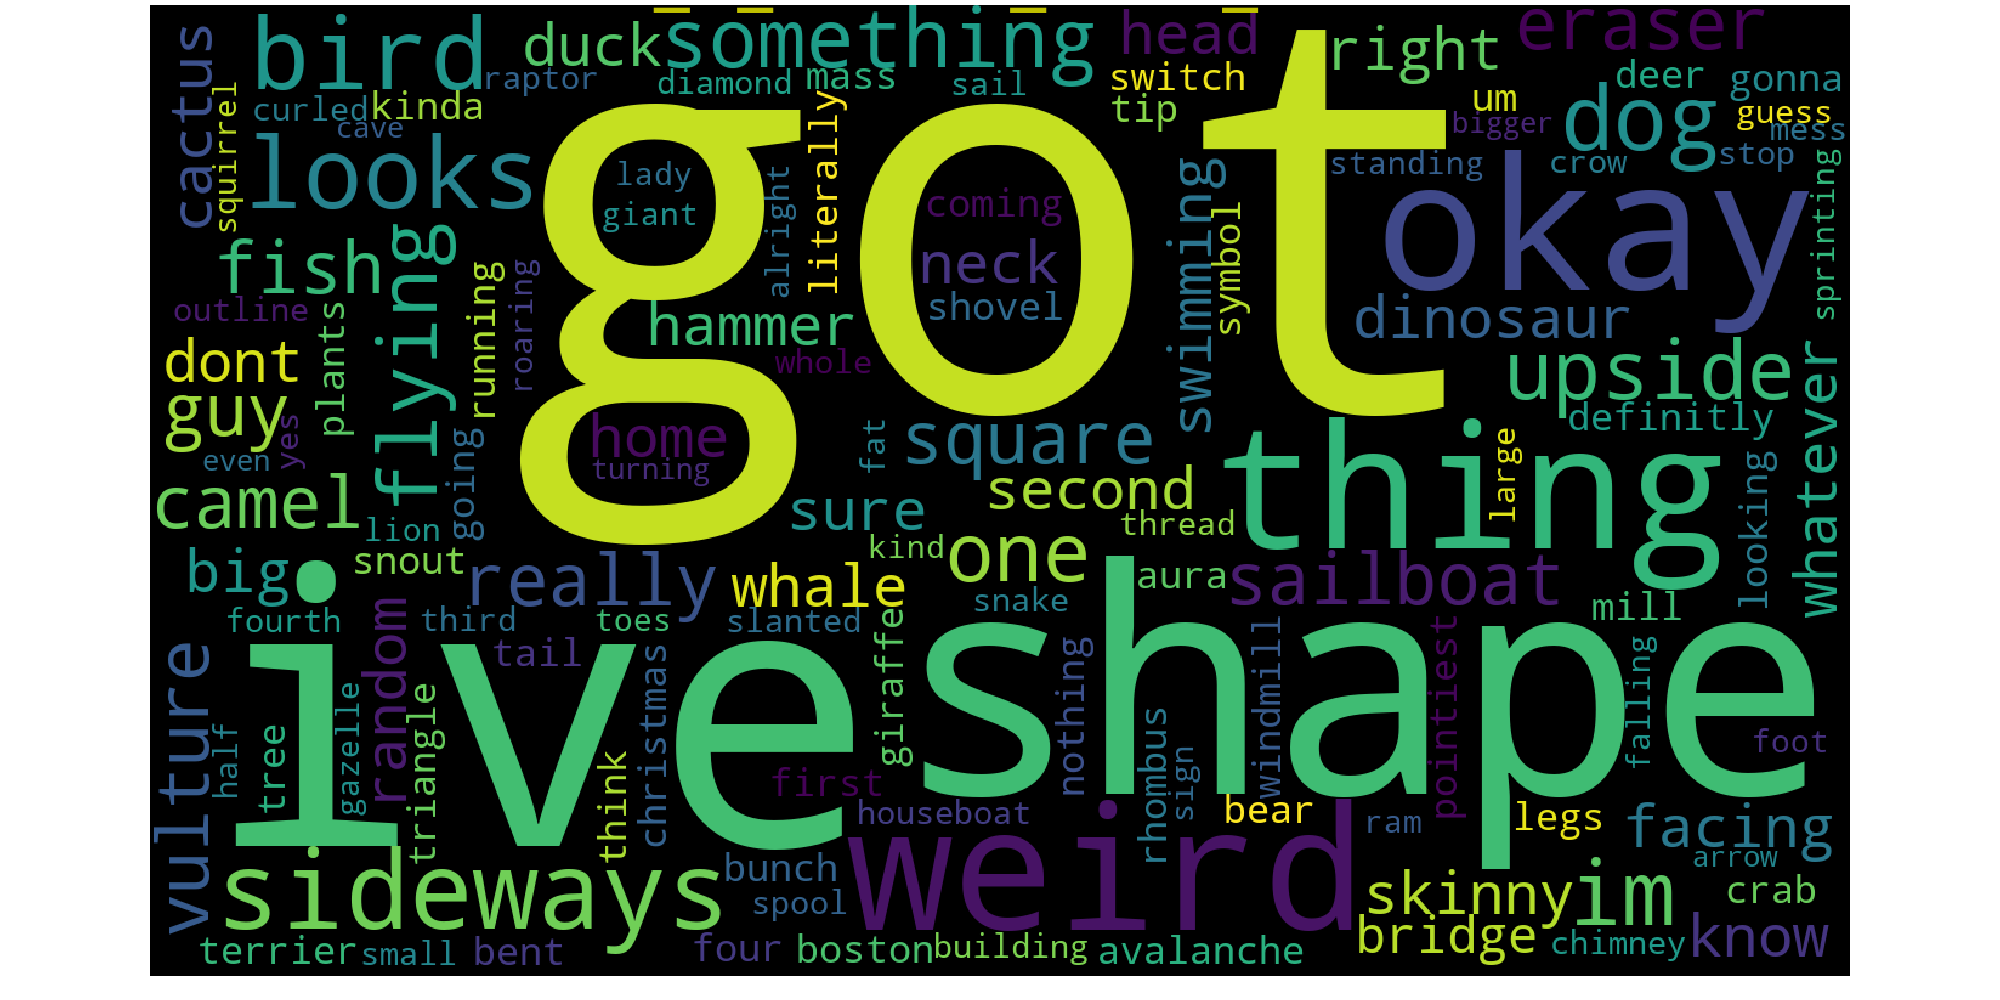 cactus
bird
duck
something
head
right
eraser
raptor
diamond
mass
sail
switch
deer
gonna
squirrel
curled
kinda
cave
looks
literally
tip
um
bigger
dog
guess
mess
got
lady
giant
alright
coming
neck
shovel
swimming
symbol
standing
crow
stop
sprinting
okay
fish
flying
running
roaring
outline
plants
hammer
whole
dinosaur
dont
guy
yes
even
going
home
turning
fat
square
upside
definitly
whatever
thing
large
looking
camel
lion
snout
sure
second
thread
kind
one
aura
big
really
whale
snake
sailboat
mill
fourth
third
toes
slanted
giraffe
nothing
windmill
pointiest
falling
vulture
random
tail
christmas
ive
shape
half
tree
gazelle
triangle
think
first
rhombus
sign
foot
houseboat
bear
ram
legs
facing
sideways
bunch
spool
weird
skinny
im
arrow
crab
terrier
small
bent
four
boston
building
avalanche
bridge
chimney
know